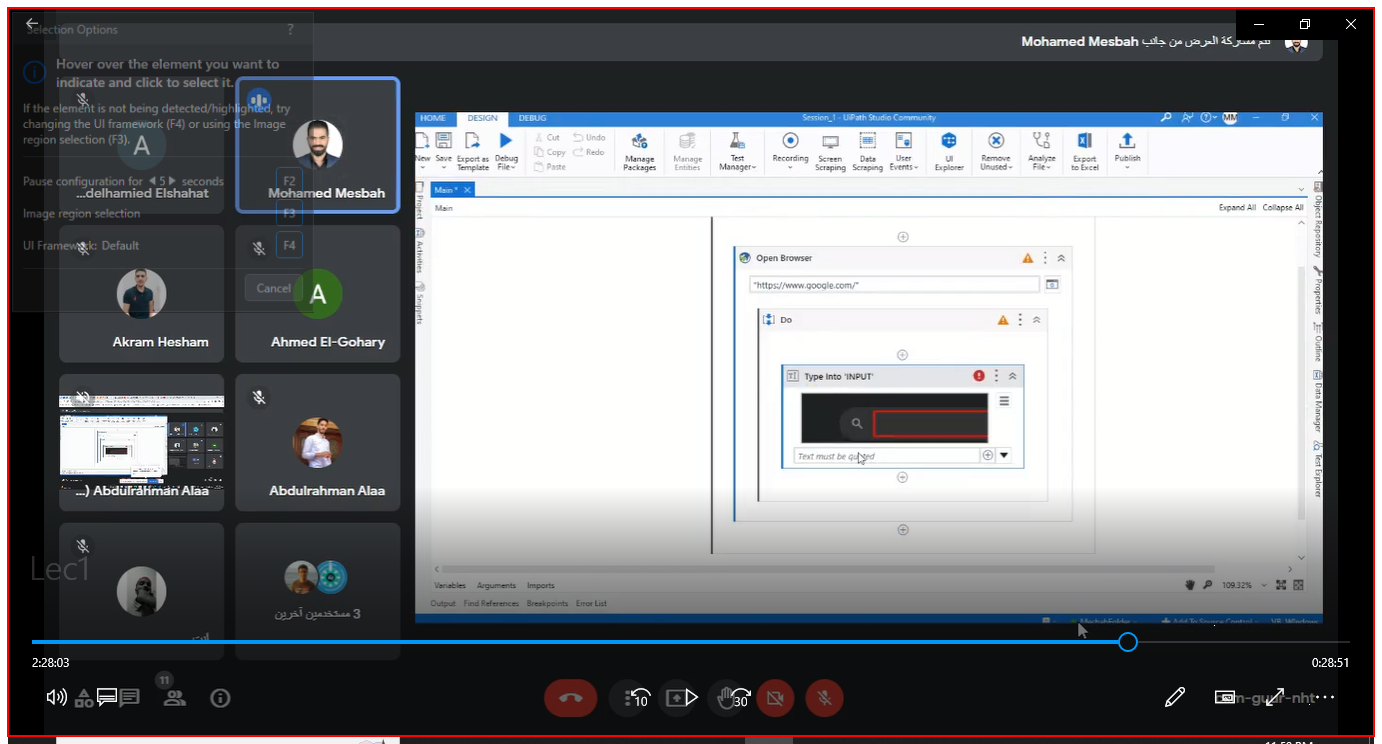 Selection Options
?
Hover over the element you want to
indicate and click to select it.
If the element is not being detected/highlighted, try
changing the UI framework (F4) or using the Image
region selection (F3).
Pause configuration for 5 seconds
F2
Image region selection
F3
UI Framework: Default
F4
Cancel
تتم مشاركة العرض من جانب Mohamed Mesbah
A
...delhamied Elshahat
Mohamed Mesbah
Akram Hesham
A
Ahmed El-Gohary
...) Abdulrahman Alaa
Abdulrahman Alaa
أنت
3 مستخدمين آخرين
Lec1
HOME
DESIGN
DEBUG
Session_1 - UiPath Studio Community
MM
New
Save
Export as Template
Debug File
Cut
Copy
Paste
Undo
Redo
Manage Packages
Manage Entities
Test Manager
Recording
Screen Scraping
Data Scraping
User Events
UI Explorer
Remove Unused
Analyze File
Export to Excel
Publish
Main *
Main
Expand All
Collapse All
Project
Activities
Snippets
Object Repository
Properties
Outline
Data Manager
Test Explorer
Open Browser
"https://www.google.com/"
Do
Type Into 'INPUT'
Text must be quoted
Variables
Arguments
Imports
109.32%
Output
Find References
Breakpoints
Error List
Add To Source Control
VB, Windows
2:28:03
0:28:51
11
10
30